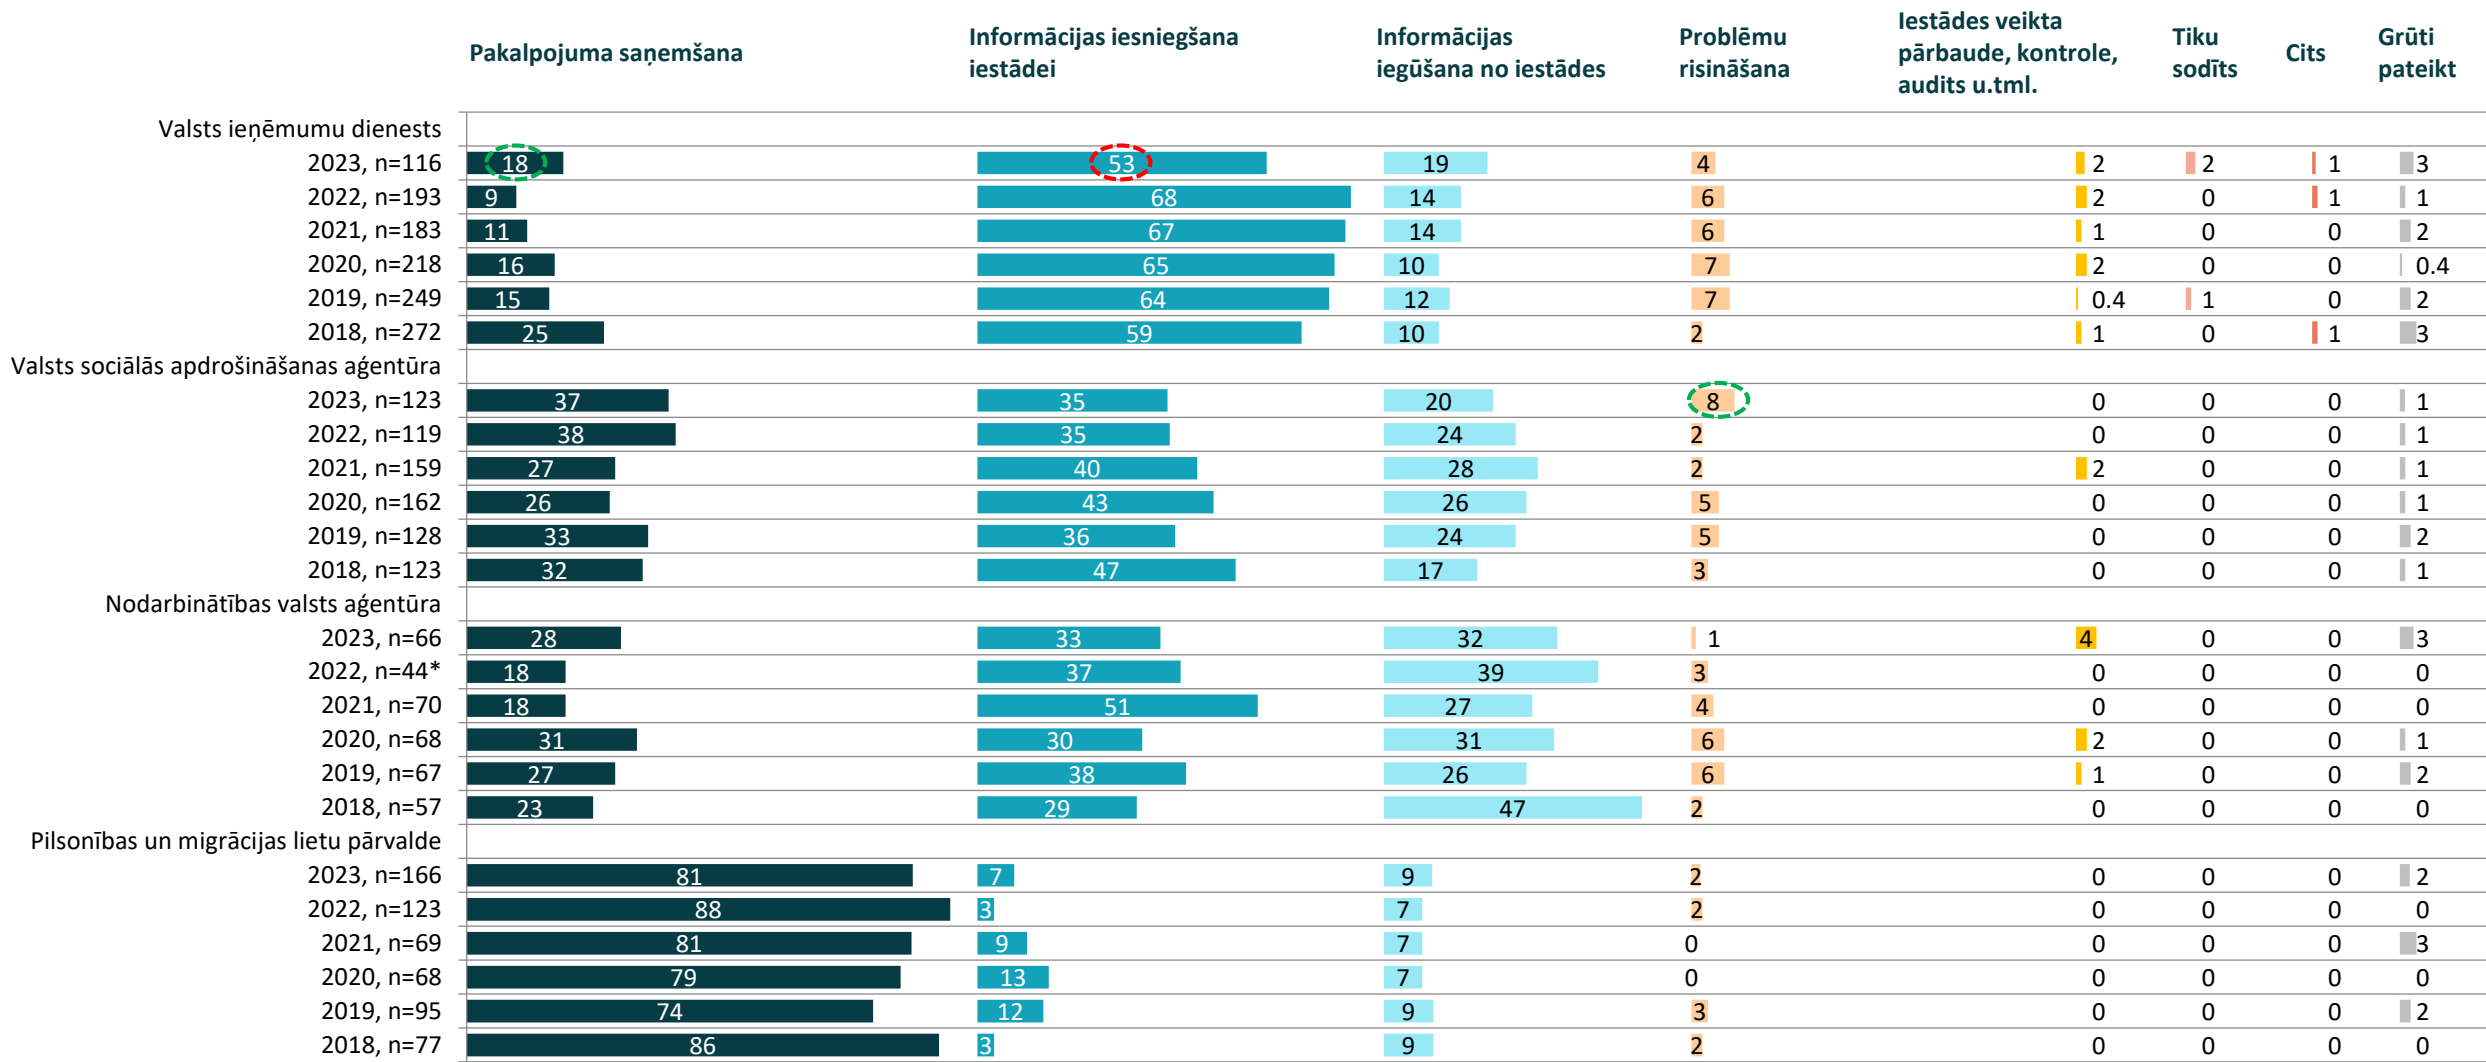 Pakalpojuma saņemšana
Informācijas iesniegšana
iestādei
Informācijas
iegūšana no iestādes
Problēmu
risināšana
Iestādes veikta
pārbaude, kontrole,
audits u.tml.
Tiku
sodīts
Cits
Grūti
pateikt
Valsts ieņēmumu dienests
2023, n=116 18 53 19 4 2 2 1 3
2022, n=193 9 68 14 6 2 0 1 1
2021, n=183 11 67 14 6 1 0 0 2
2020, n=218 16 65 10 7 2 0 0 0.4
2019, n=249 15 64 12 7 0.4 1 0 2
2018, n=272 25 59 10 2 1 0 1 3
Valsts sociālās apdrošināšanas aģentūra
2023, n=123 37 35 20 8 0 0 0 1
2022, n=119 38 35 24 2 0 0 0 1
2021, n=159 27 40 28 2 2 0 0 1
2020, n=162 26 43 26 5 0 0 0 1
2019, n=128 33 36 24 5 0 0 0 2
2018, n=123 32 47 17 3 0 0 0 1
Nodarbinātības valsts aģentūra
2023, n=66 28 33 32 1 4 0 0 3
2022, n=44* 18 37 39 3 0 0 0 0
2021, n=70 18 51 27 4 0 0 0 0
2020, n=68 31 30 31 6 2 0 0 1
2019, n=67 27 38 26 6 1 0 0 2
2018, n=57 23 29 47 2 0 0 0 0
Pilsonības un migrācijas lietu pārvalde
2023, n=166 81 7 9 2 0 0 0 2
2022, n=123 88 3 7 2 0 0 0 0
2021, n=69 81 9 7 0 0 0 0 3
2020, n=68 79 13 7 0 0 0 0 0
2019, n=95 74 12 9 3 0 0 0 2
2018, n=77 86 3 9 2 0 0 0 0